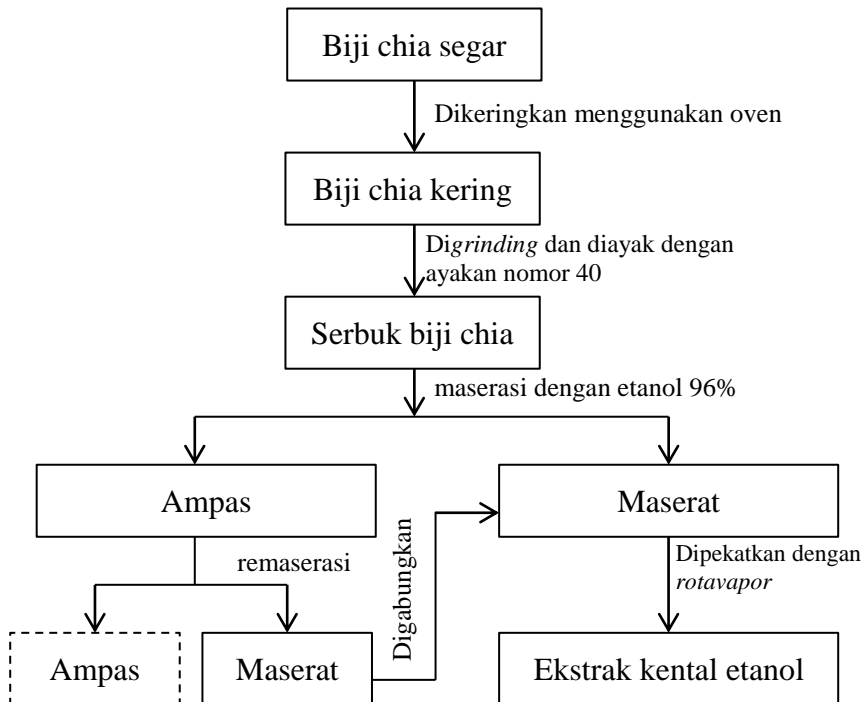 Biji chia segar
Dikeringkan menggunakan oven
Biji chia kering
Digrinding dan diayak dengan
ayakan nomor 40
Serbuk biji chia
maserasi dengan etanol 96%
Ampas
Maserat
remaserasi
Digabungkan
Dipekatkan dengan
rotavapor
Ampas
Maserat
Ekstrak kental etanol